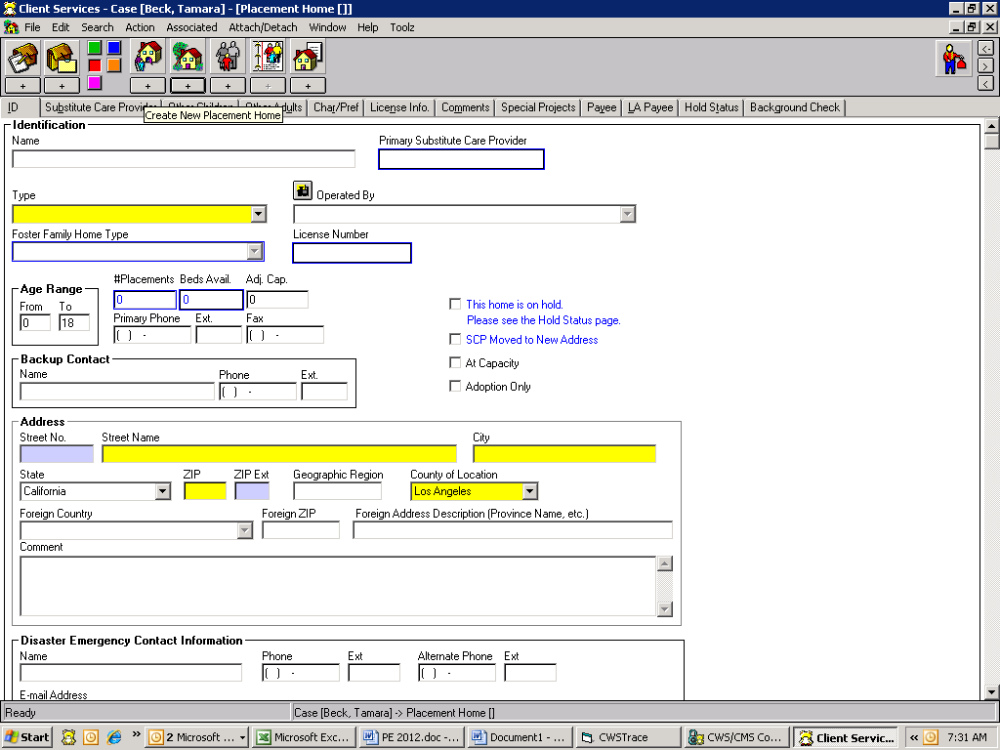 Client Services - Case [Beck, Tamara] - [Placement Home []]
File Edit Search Action Associated Attach/Detach Window Help Toolz
+ + + + + + +
<- > <
ID Substitute Care Provider Other Children Other Adults Char/Pref License Info. Comments Special Projects Payee LA Payee Hold Status Background Check
Create New Placement Home
Identification
Name Primary Substitute Care Provider
Type Operated By
Foster Family Home Type License Number
Age Range #Placements Beds Avail. Adj. Cap.
From To 0 0 0
0 18 Primary Phone Ext. Fax
( ) - ( ) -
This home is on hold.
Please see the Hold Status page.
SCP Moved to New Address
At Capacity
Adoption Only
Backup Contact
Name Phone Ext.
( ) -
Address
Street No. Street Name City
State ZIP ZIP Ext Geographic Region County of Location
California Los Angeles
Foreign Country Foreign ZIP Foreign Address Description (Province Name, etc.)
Comment
Disaster Emergency Contact Information
Name Phone Ext Alternate Phone Ext
( ) - ( ) -
E-mail Address
Ready Case [Beck, Tamara] -> Placement Home []
Start » 2 Microsoft ... Microsoft Exc... PE 2012.doc -... Document1 - ... CWSTrace CWS/CMS Co... Client Servic... « 7:31 AM